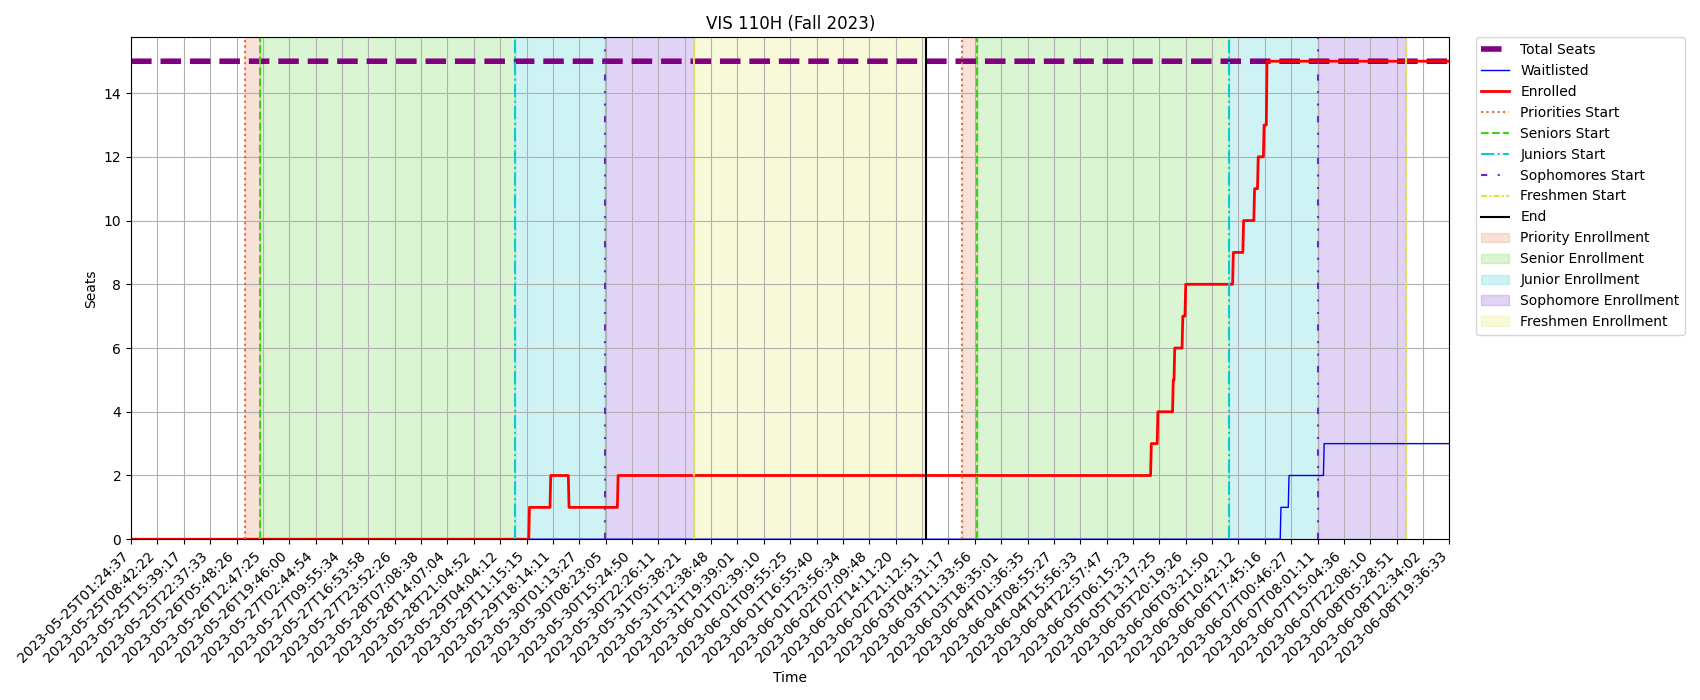 VIS 110H (Fall 2023)
Total Seats
Waitlisted
Enrolled
Priorities Start
Seniors Start
Juniors Start
Sophomores Start
Freshmen Start
End
Priority Enrollment
Senior Enrollment
Junior Enrollment
Sophomore Enrollment
Freshmen Enrollment
Seats
14
12
10
8
6
4
2
0
2023-05-25T01:24:37
2023-05-25T08:42:22
2023-05-25T15:39:17
2023-05-25T22:37:33
2023-05-26T05:48:26
2023-05-26T12:47:25
2023-05-26T19:46:00
2023-05-27T02:44:54
2023-05-27T09:55:34
2023-05-27T16:53:58
2023-05-27T23:52:26
2023-05-28T07:08:38
2023-05-28T14:07:04
2023-05-28T21:04:52
2023-05-29T04:04:12
2023-05-29T11:15:15
2023-05-29T18:14:11
2023-05-30T01:13:27
2023-05-30T08:23:05
2023-05-30T15:24:50
2023-05-30T22:26:11
2023-05-31T05:38:21
2023-05-31T12:38:48
2023-05-31T19:39:01
2023-06-01T02:39:10
2023-06-01T09:55:25
2023-06-01T16:55:40
2023-06-01T23:56:34
2023-06-02T07:09:48
2023-06-02T14:11:20
2023-06-02T21:12:51
2023-06-03T04:31:17
2023-06-03T11:33:56
2023-06-03T18:35:01
2023-06-04T01:36:35
2023-06-04T08:55:27
2023-06-04T15:56:33
2023-06-04T22:57:47
2023-06-05T06:15:23
2023-06-05T13:17:25
2023-06-05T20:19:26
2023-06-06T03:21:50
2023-06-06T10:42:12
2023-06-06T17:45:16
2023-06-07T00:46:27
2023-06-07T08:01:11
2023-06-07T15:04:36
2023-06-07T22:08:16
2023-06-08T05:28:51
2023-06-08T12:34:02
2023-06-08T19:36:33
Time